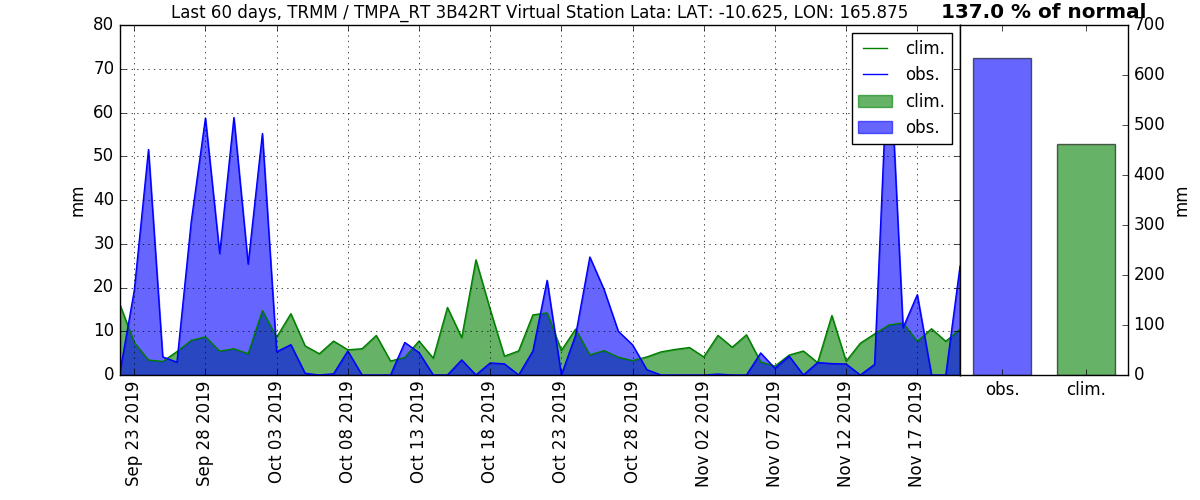 Last 60 days, TRMM / TMPA_RT 3B42RT Virtual Station Lata: LAT: -10.625, LON: 165.875
137.0 % of normal
80
70
60
50
40
30
20
10
0
mm
clim.
obs.
clim.
obs.
Sep 23 2019
Sep 28 2019
Oct 03 2019
Oct 08 2019
Oct 13 2019
Oct 18 2019
Oct 23 2019
Oct 28 2019
Nov 02 2019
Nov 07 2019
Nov 12 2019
Nov 17 2019
700
600
500
400
300
200
100
0
mm
obs.
clim.